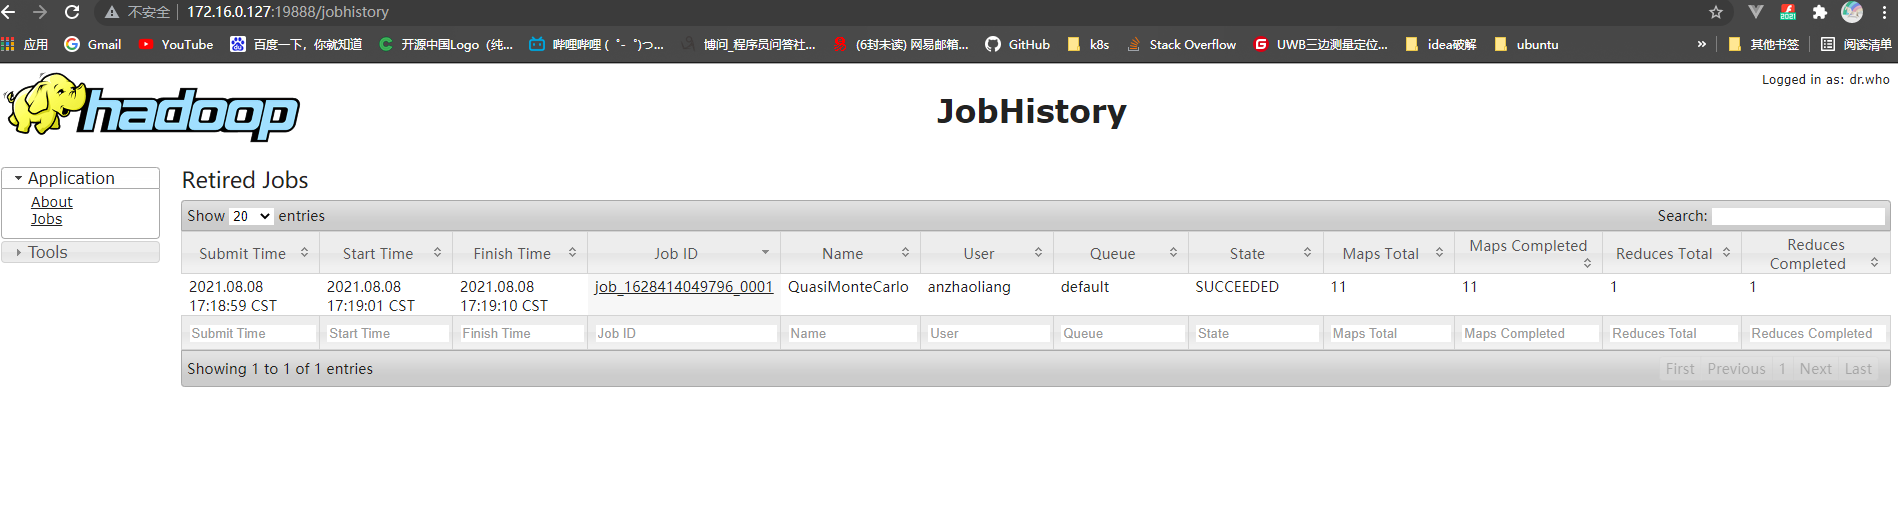 不安全 172.16.0.127:19888/jobhistory
应用 Gmail YouTube 百度一下，你就知道 开源中国Logo（纯... 哔哩哔哩 ( ゜- ゜)つ... 博问_程序员问答社... (6封未读) 网易邮箱... GitHub k8s Stack Overflow UWB三边测量定位... idea破解 ubuntu » 其他书签 阅读清单
Logged in as: dr.who
hadoop
JobHistory
Application
About
Jobs
Tools
Retired Jobs
Show 20 entries Search:
Submit Time Start Time Finish Time Job ID Name User Queue State Maps Total Maps Completed Reduces Total Reduces Completed
2021.08.08 17:18:59 CST 2021.08.08 17:19:01 CST 2021.08.08 17:19:10 CST job_1628414049796_0001 QuasiMonteCarlo anzhaoliang default SUCCEEDED 11 11 1 1
Submit Time Start Time Finish Time Job ID Name User Queue State Maps Total Maps Completed Reduces Total Reduces Completed
Showing 1 to 1 of 1 entries First Previous 1 Next Last